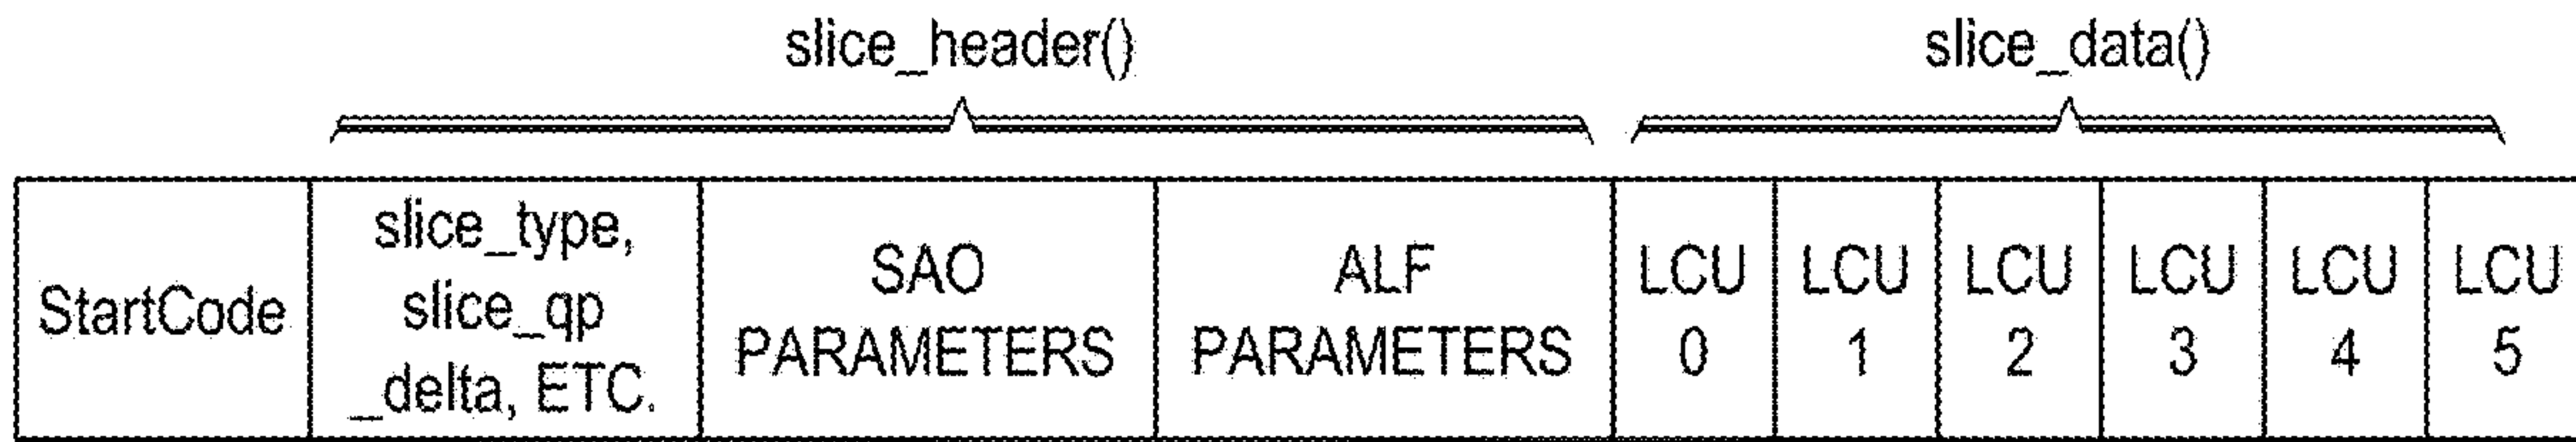 slice_header()
slice_data()
StartCode
slice_type,
slice_qp
_delta, ETC.
SAO
PARAMETERS
ALF
PARAMETERS
LCU
0
LCU
1
LCU
2
LCU
3
LCU
4
LCU
5